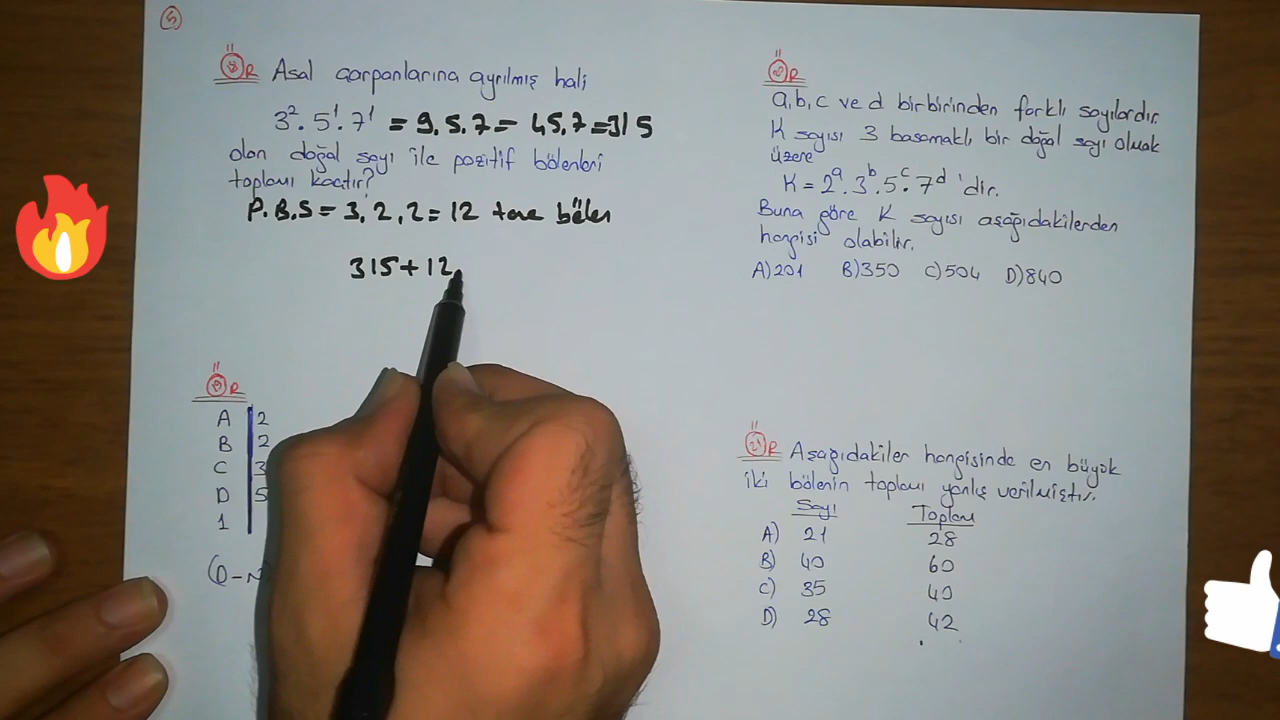 5
18 R Asal çarpanlarına ayrılmış hali
3². 5¹. 7¹ = 9.5.7 = 45.7 = 315
olan doğal sayı ile pozitif bölenleri
toplamı kaçtır?
P.B.S = 3.2.2 = 12 tane bölen
315+12
19 R
A 2
B 2
C 3
D 5
1
20 R
a,b,c ve d birbirinden farklı sayılardır.
K sayısı 3 basamaklı bir doğal sayı olmak
üzere
K = 2ᵃ. 3ᵇ. 5ᶜ. 7ᵈ 'dir.
Buna göre K sayısı aşağıdakilerden
hangisi olabilir.
A)201 B)350 C)504 D)840
21 R Aşağıdakiler hangisinde en büyük
iki bölenin toplamı yanlış verilmiştir.
Sayı Toplam
A) 21 28
B) 40 60
C) 35 40
D) 28 42